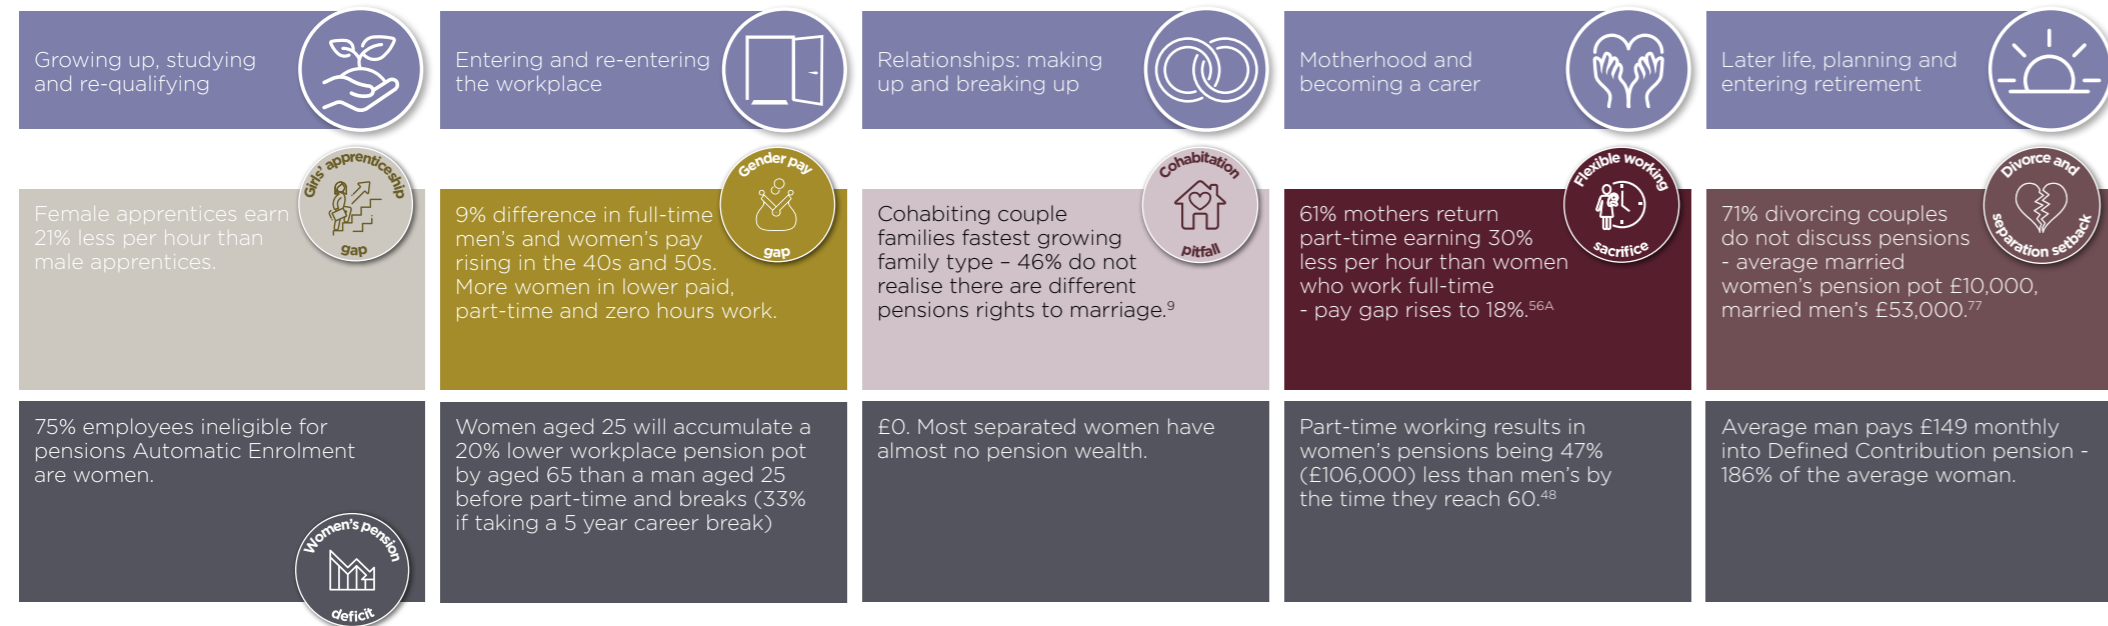 Growing up, studying
and re-qualifying
Entering and re-entering
the workplace
Relationships: making
up and breaking up
Motherhood and
becoming a carer
Later life, planning and
entering retirement
Girls' apprenticeship
gap
Female apprentices earn
21% less per hour than
male apprentices.
Gender pay
gap
9% difference in full-time
men's and women's pay
rising in the 40s and 50s.
More women in lower paid,
part-time and zero hours work.
Cohabitation
pitfall
Cohabiting couple
families fastest growing
family type – 46% do not
realise there are different
pensions rights to marriage.⁹
Flexible working
sacrifice
61% mothers return
part-time earning 30%
less per hour than women
who work full-time
- pay gap rises to 18%.⁵⁶ᴬ
Divorce and
separation setback
71% divorcing couples
do not discuss pensions
- average married
women's pension pot £10,000,
married men's £53,000.⁷⁷
75% employees ineligible for
pensions Automatic Enrolment
are women.
Women's pension
deficit
Women aged 25 will accumulate a
20% lower workplace pension pot
by aged 65 than a man aged 25
before part-time and breaks (33%
if taking a 5 year career break)
£0. Most separated women have
almost no pension wealth.
Part-time working results in
women's pensions being 47%
(£106,000) less than men's by
the time they reach 60.⁴⁸
Average man pays £149 monthly
into Defined Contribution pension -
186% of the average woman.